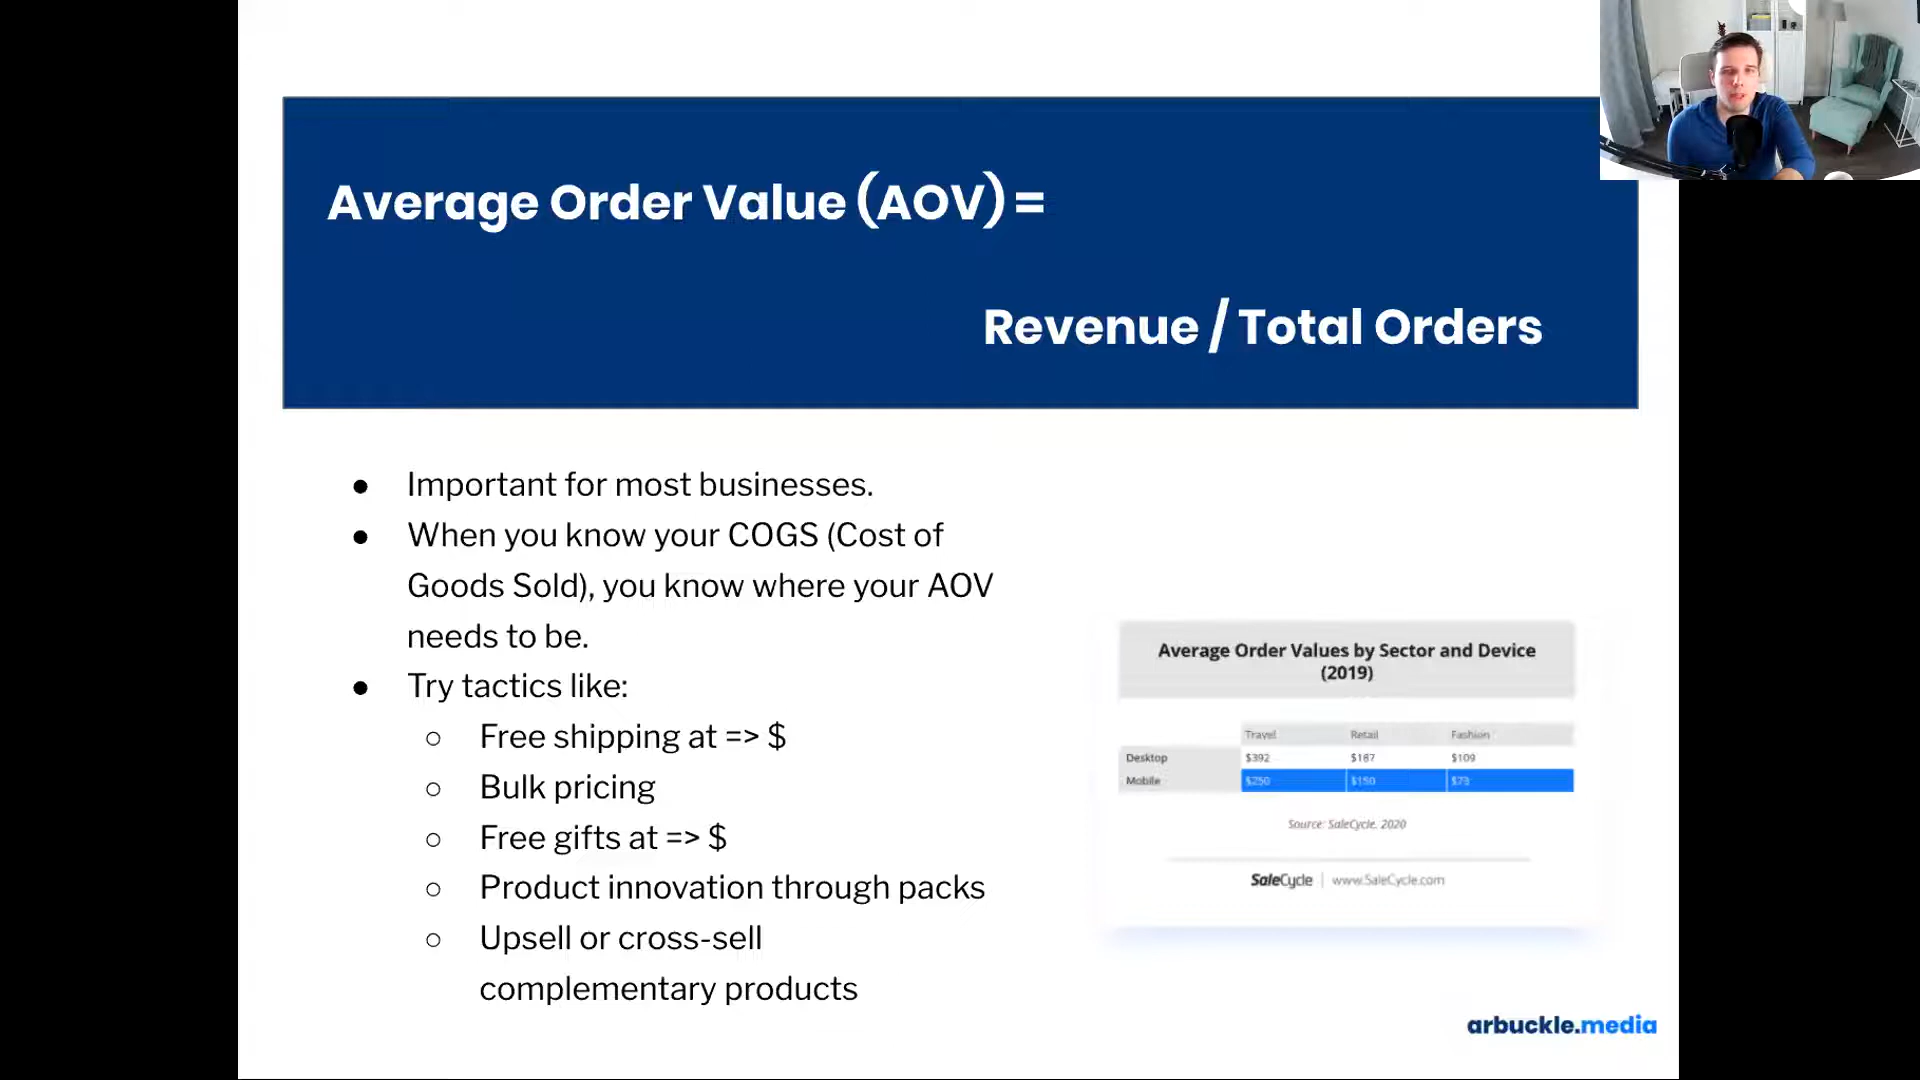 Average Order Value (AOV) =
Revenue / Total Orders
● Important for most businesses.
● When you know your COGS (Cost of
Goods Sold), you know where your AOV
needs to be.
● Try tactics like:
○ Free shipping at => $
○ Bulk pricing
○ Free gifts at => $
○ Product innovation through packs
○ Upsell or cross-sell
complementary products
Average Order Values by Sector and Device
(2019)
Travel Retail Fashion
Desktop $392 $187 $109
Mobile $250 $150 $73
Source: SaleCycle, 2020
SaleCycle | www.SaleCycle.com
arbuckle.media